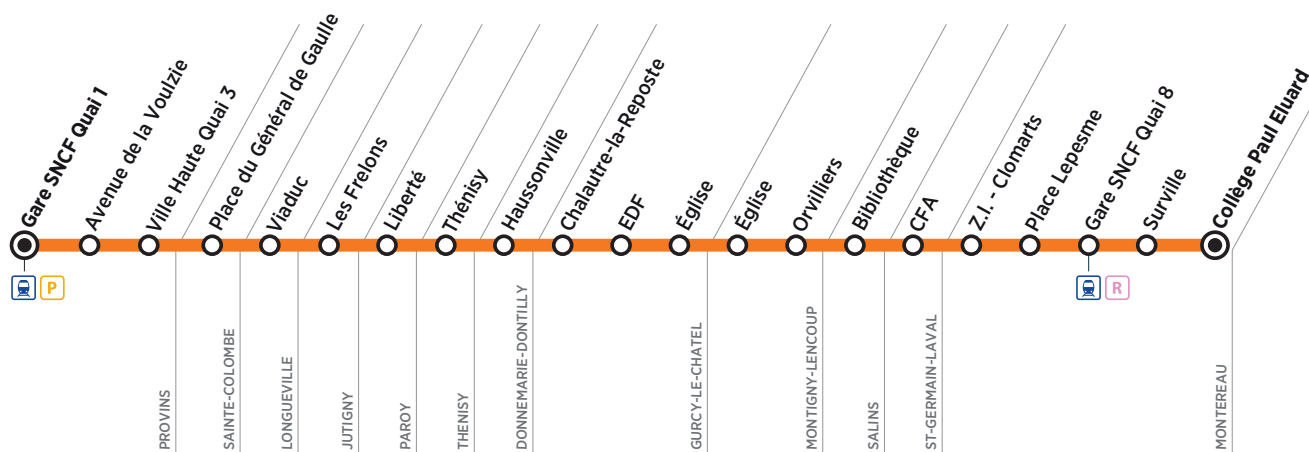 Gare SNCF Quai 1
Avenue de la Voulzie
Ville Haute Quai 3
Place du Général de Gaulle
Viaduc
Les Frelons
Liberté
Thénisy
Haussonville
Chalautre-la-Reposte
EDF
Église
Église
Orvilliers
Bibliothèque
CFA
Z.I. - Clomarts
Place Lepesme
Gare SNCF Quai 8
Surville
Collège Paul Eluard
P
R
PROVINS
SAINTE-COLOMBE
LONGUEVILLE
JUTIGNY
PAROY
THENISY
DONNEMARIE-DONTILLY
GURCY-LE-CHATEL
MONTIGNY-LENCOUP
SALINS
ST-GERMAIN-LAVAL
MONTEREAU